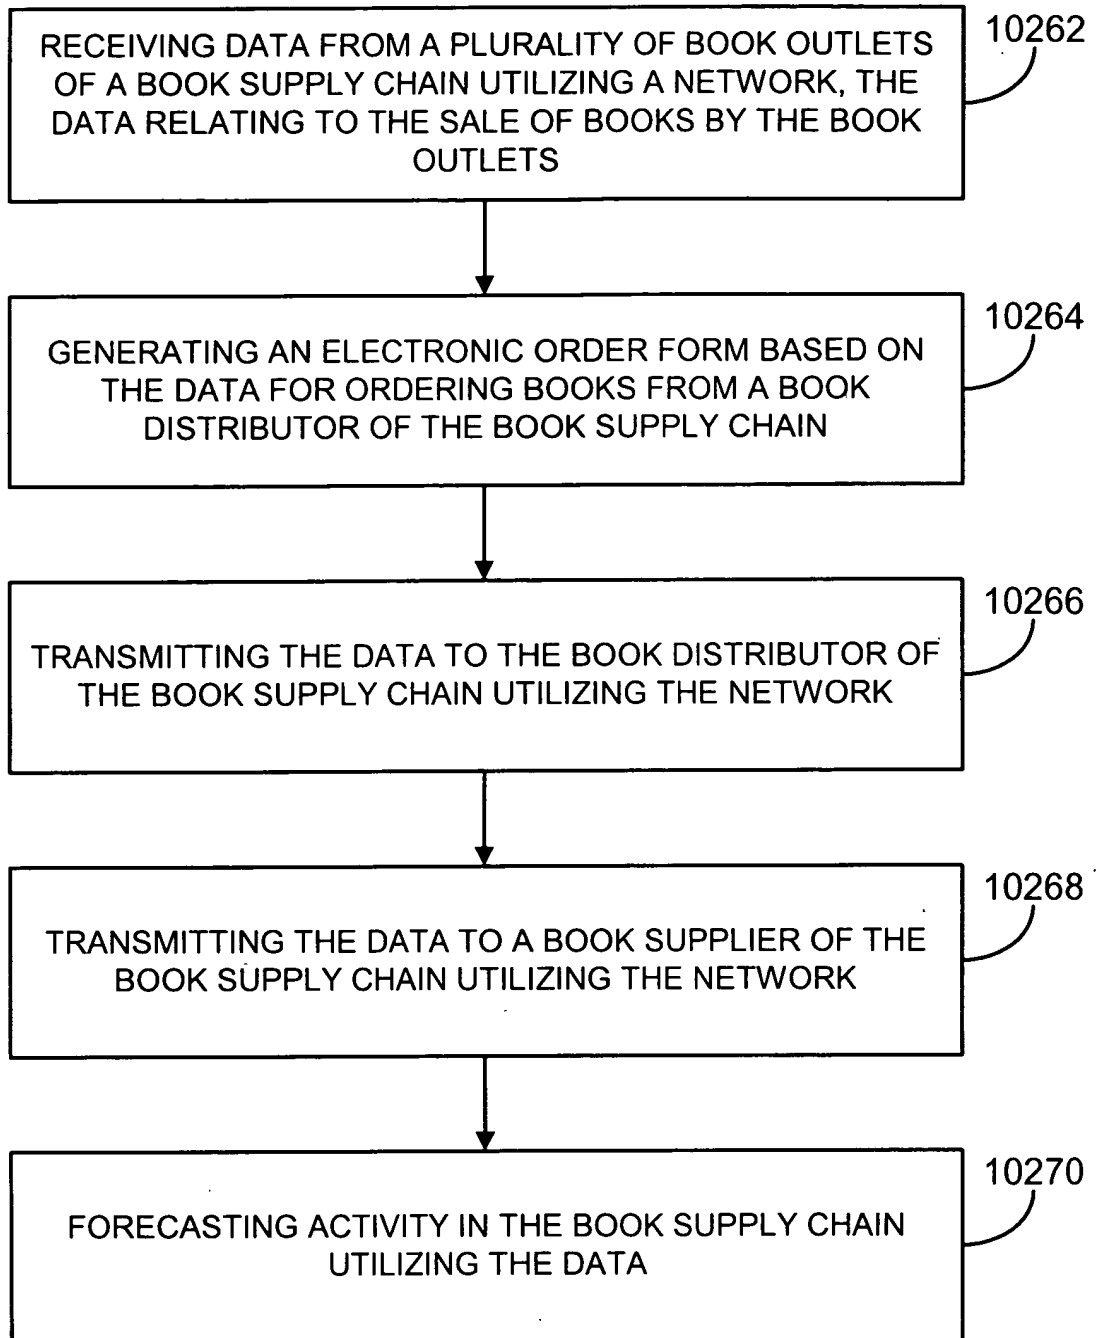 RECEIVING DATA FROM A PLURALITY OF BOOK OUTLETS
OF A BOOK SUPPLY CHAIN UTILIZING A NETWORK, THE
DATA RELATING TO THE SALE OF BOOKS BY THE BOOK
OUTLETS
10262
GENERATING AN ELECTRONIC ORDER FORM BASED ON
THE DATA FOR ORDERING BOOKS FROM A BOOK
DISTRIBUTOR OF THE BOOK SUPPLY CHAIN
10264
TRANSMITTING THE DATA TO THE BOOK DISTRIBUTOR OF
THE BOOK SUPPLY CHAIN UTILIZING THE NETWORK
10266
TRANSMITTING THE DATA TO A BOOK SUPPLIER OF THE
BOOK SUPPLY CHAIN UTILIZING THE NETWORK
10268
FORECASTING ACTIVITY IN THE BOOK SUPPLY CHAIN
UTILIZING THE DATA
10270